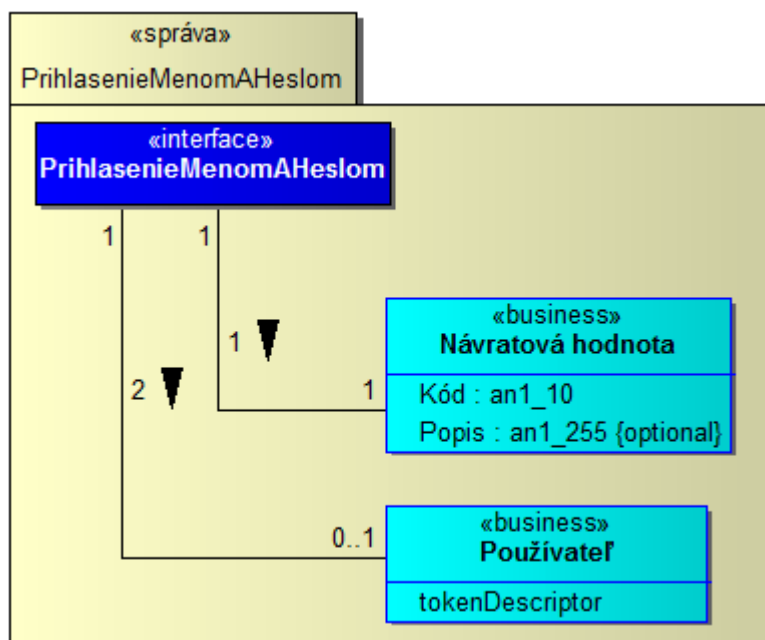 «správa»
PrihlasenieMenomAHeslom
«interface»
PrihlasenieMenomAHeslom
1
1
1
2
1
«business»
Návratová hodnota
Kód : an1_10
Popis : an1_255 {optional}
0..1
«business»
Používateľ
tokenDescriptor